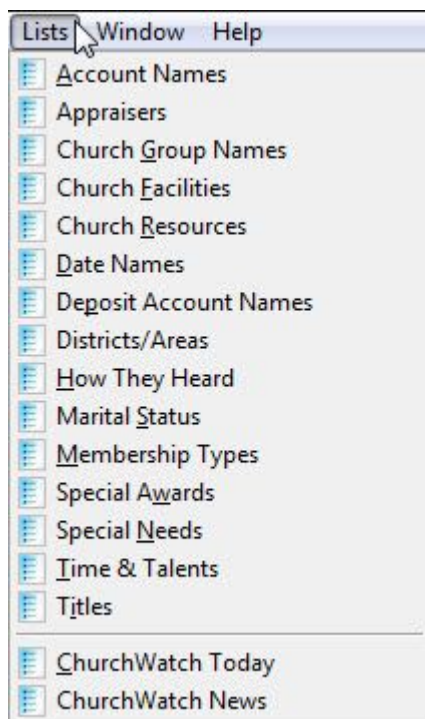 Lists Window Help
Account Names
Appraisers
Church Group Names
Church Facilities
Church Resources
Date Names
Deposit Account Names
Districts/Areas
How They Heard
Marital Status
Membership Types
Special Awards
Special Needs
Time & Talents
Titles
ChurchWatch Today
ChurchWatch News